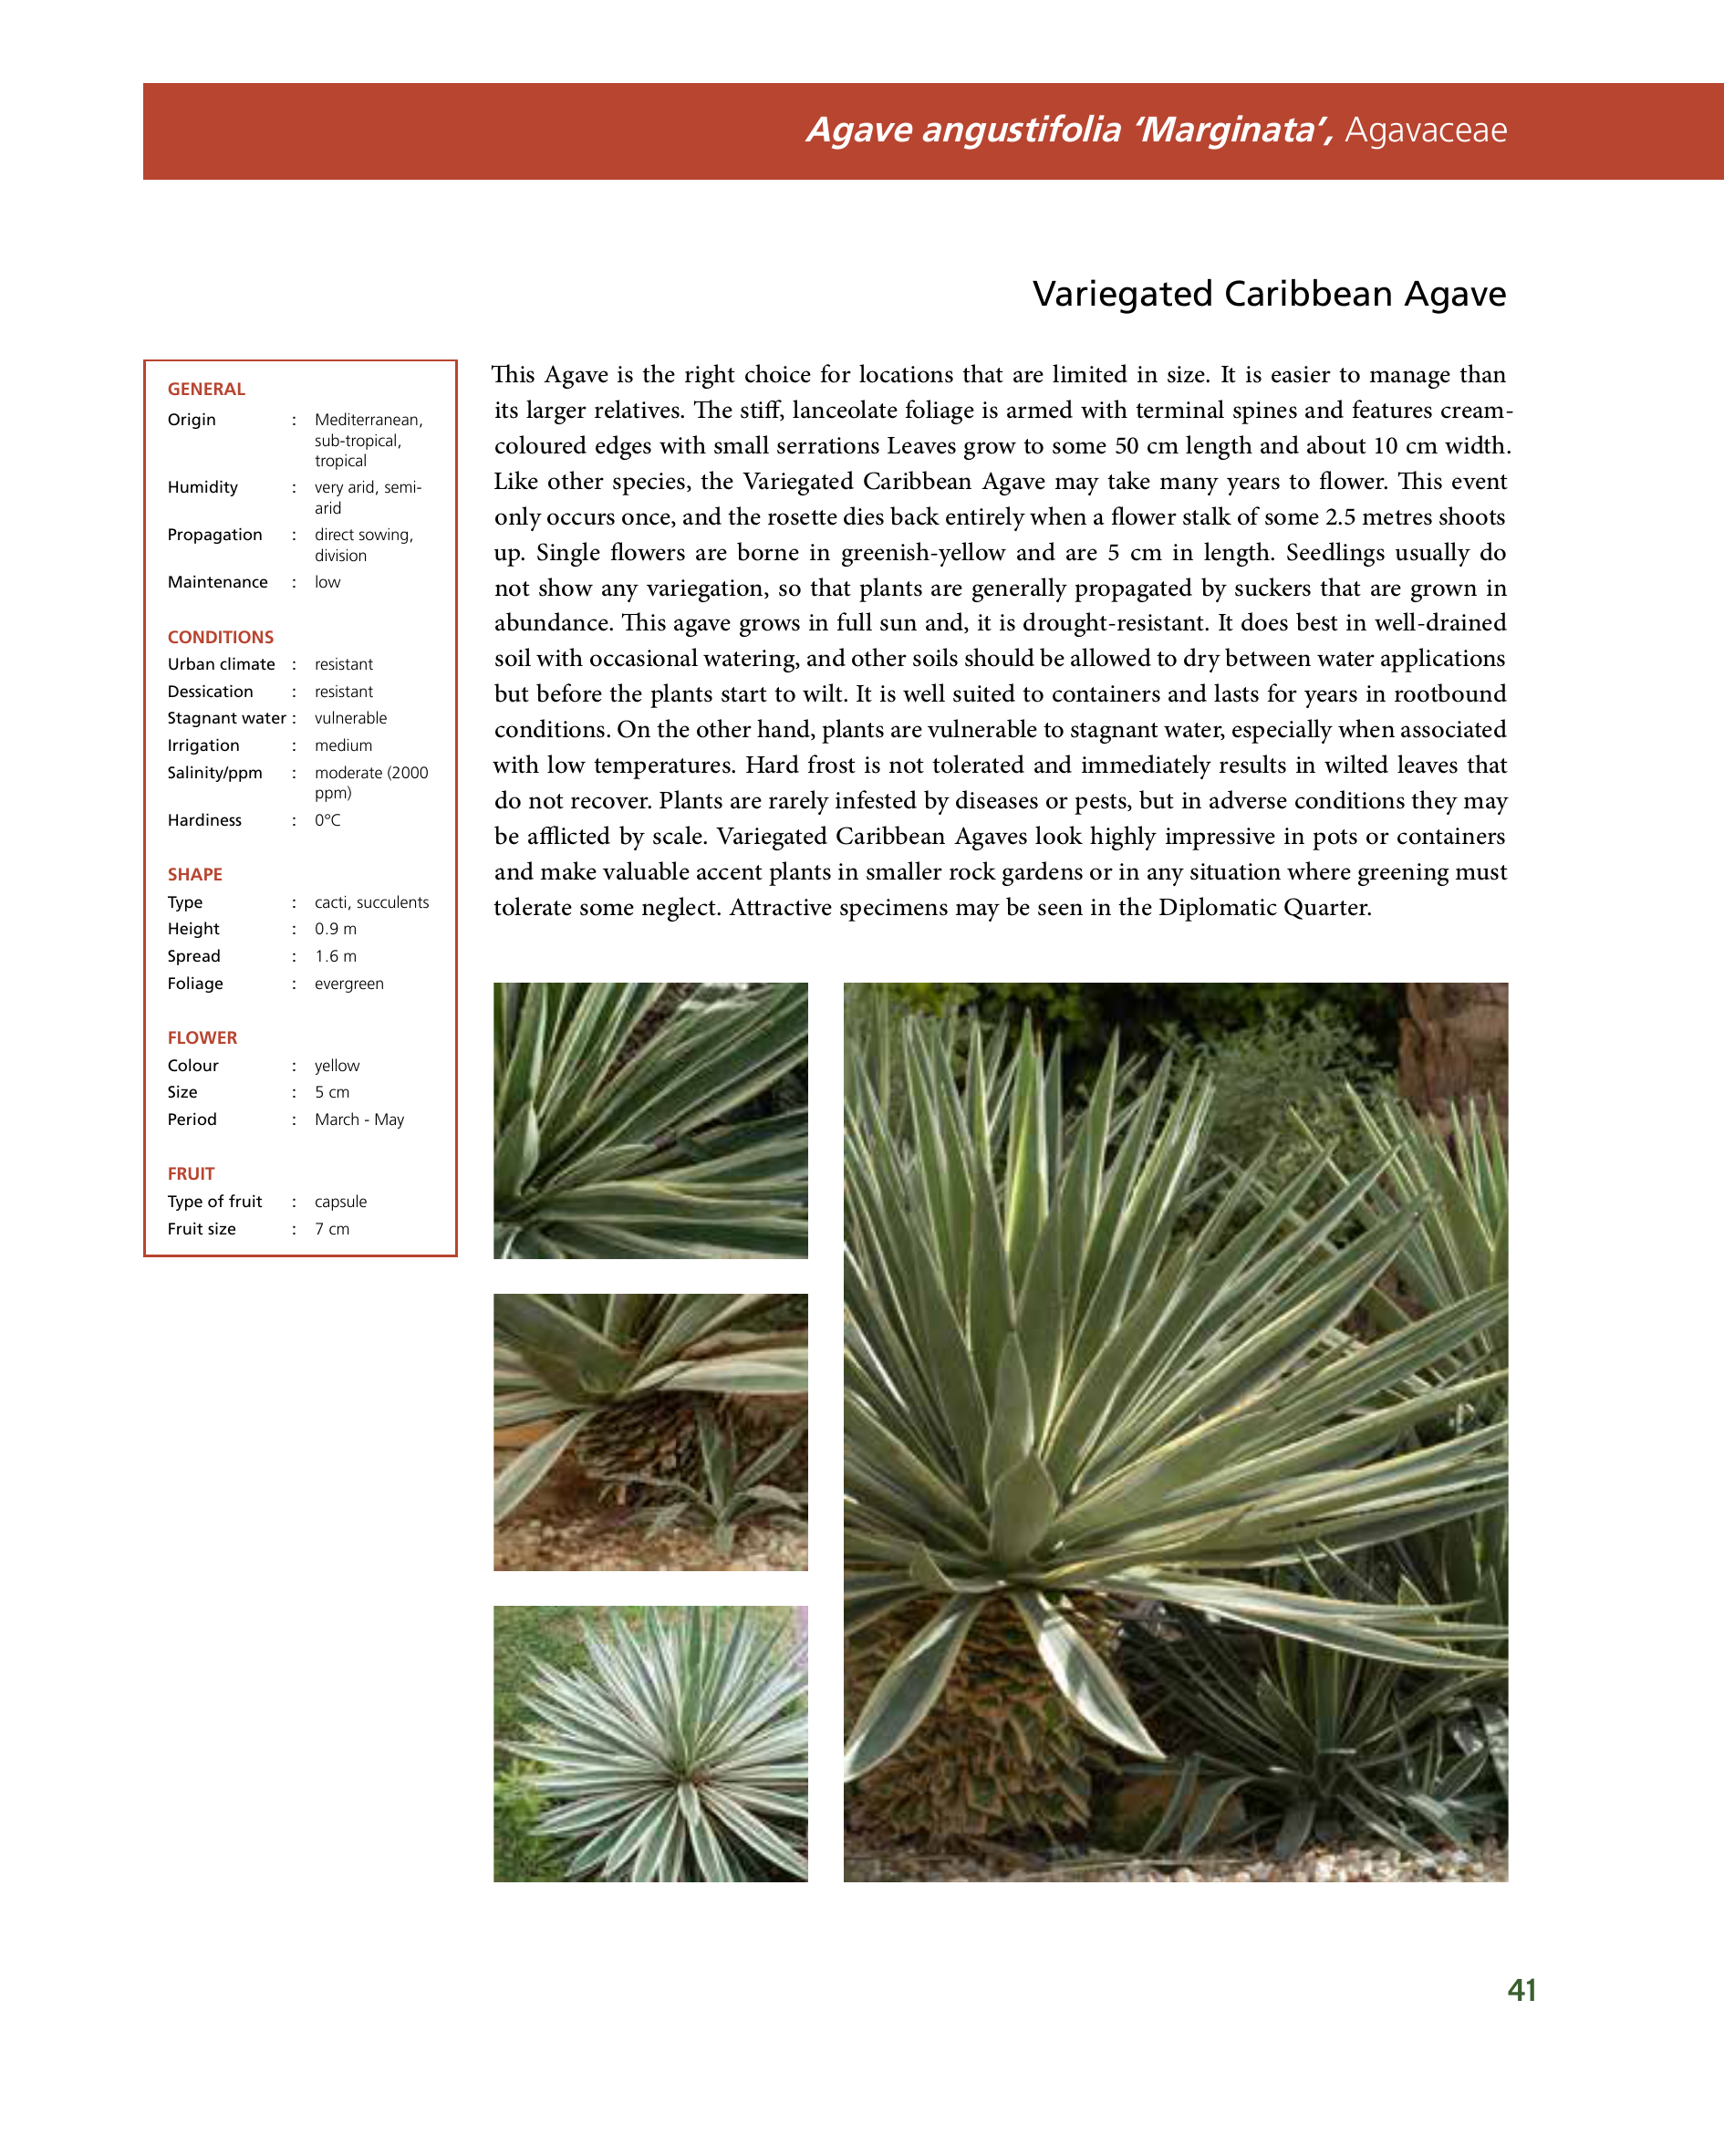 Agave angustifolia ‘Marginata’, Agavaceae
Variegated Caribbean Agave
GENERAL
Origin : Mediterranean,
sub-tropical,
tropical
Humidity : very arid, semi-
arid
Propagation : direct sowing,
division
Maintenance : low
CONDITIONS
Urban climate : resistant
Dessication : resistant
Stagnant water : vulnerable
Irrigation : medium
Salinity/ppm : moderate (2000
ppm)
Hardiness : 0°C
SHAPE
Type : cacti, succulents
Height : 0.9 m
Spread : 1.6 m
Foliage : evergreen
FLOWER
Colour : yellow
Size : 5 cm
Period : March - May
FRUIT
Type of fruit : capsule
Fruit size : 7 cm
This Agave is the right choice for locations that are limited in size. It is easier to manage than
its larger relatives. The stiff, lanceolate foliage is armed with terminal spines and features cream-
coloured edges with small serrations Leaves grow to some 50 cm length and about 10 cm width.
Like other species, the Variegated Caribbean Agave may take many years to flower. This event
only occurs once, and the rosette dies back entirely when a flower stalk of some 2.5 metres shoots
up. Single flowers are borne in greenish-yellow and are 5 cm in length. Seedlings usually do
not show any variegation, so that plants are generally propagated by suckers that are grown in
abundance. This agave grows in full sun and, it is drought-resistant. It does best in well-drained
soil with occasional watering, and other soils should be allowed to dry between water applications
but before the plants start to wilt. It is well suited to containers and lasts for years in rootbound
conditions. On the other hand, plants are vulnerable to stagnant water, especially when associated
with low temperatures. Hard frost is not tolerated and immediately results in wilted leaves that
do not recover. Plants are rarely infested by diseases or pests, but in adverse conditions they may
be afflicted by scale. Variegated Caribbean Agaves look highly impressive in pots or containers
and make valuable accent plants in smaller rock gardens or in any situation where greening must
tolerate some neglect. Attractive specimens may be seen in the Diplomatic Quarter.
41